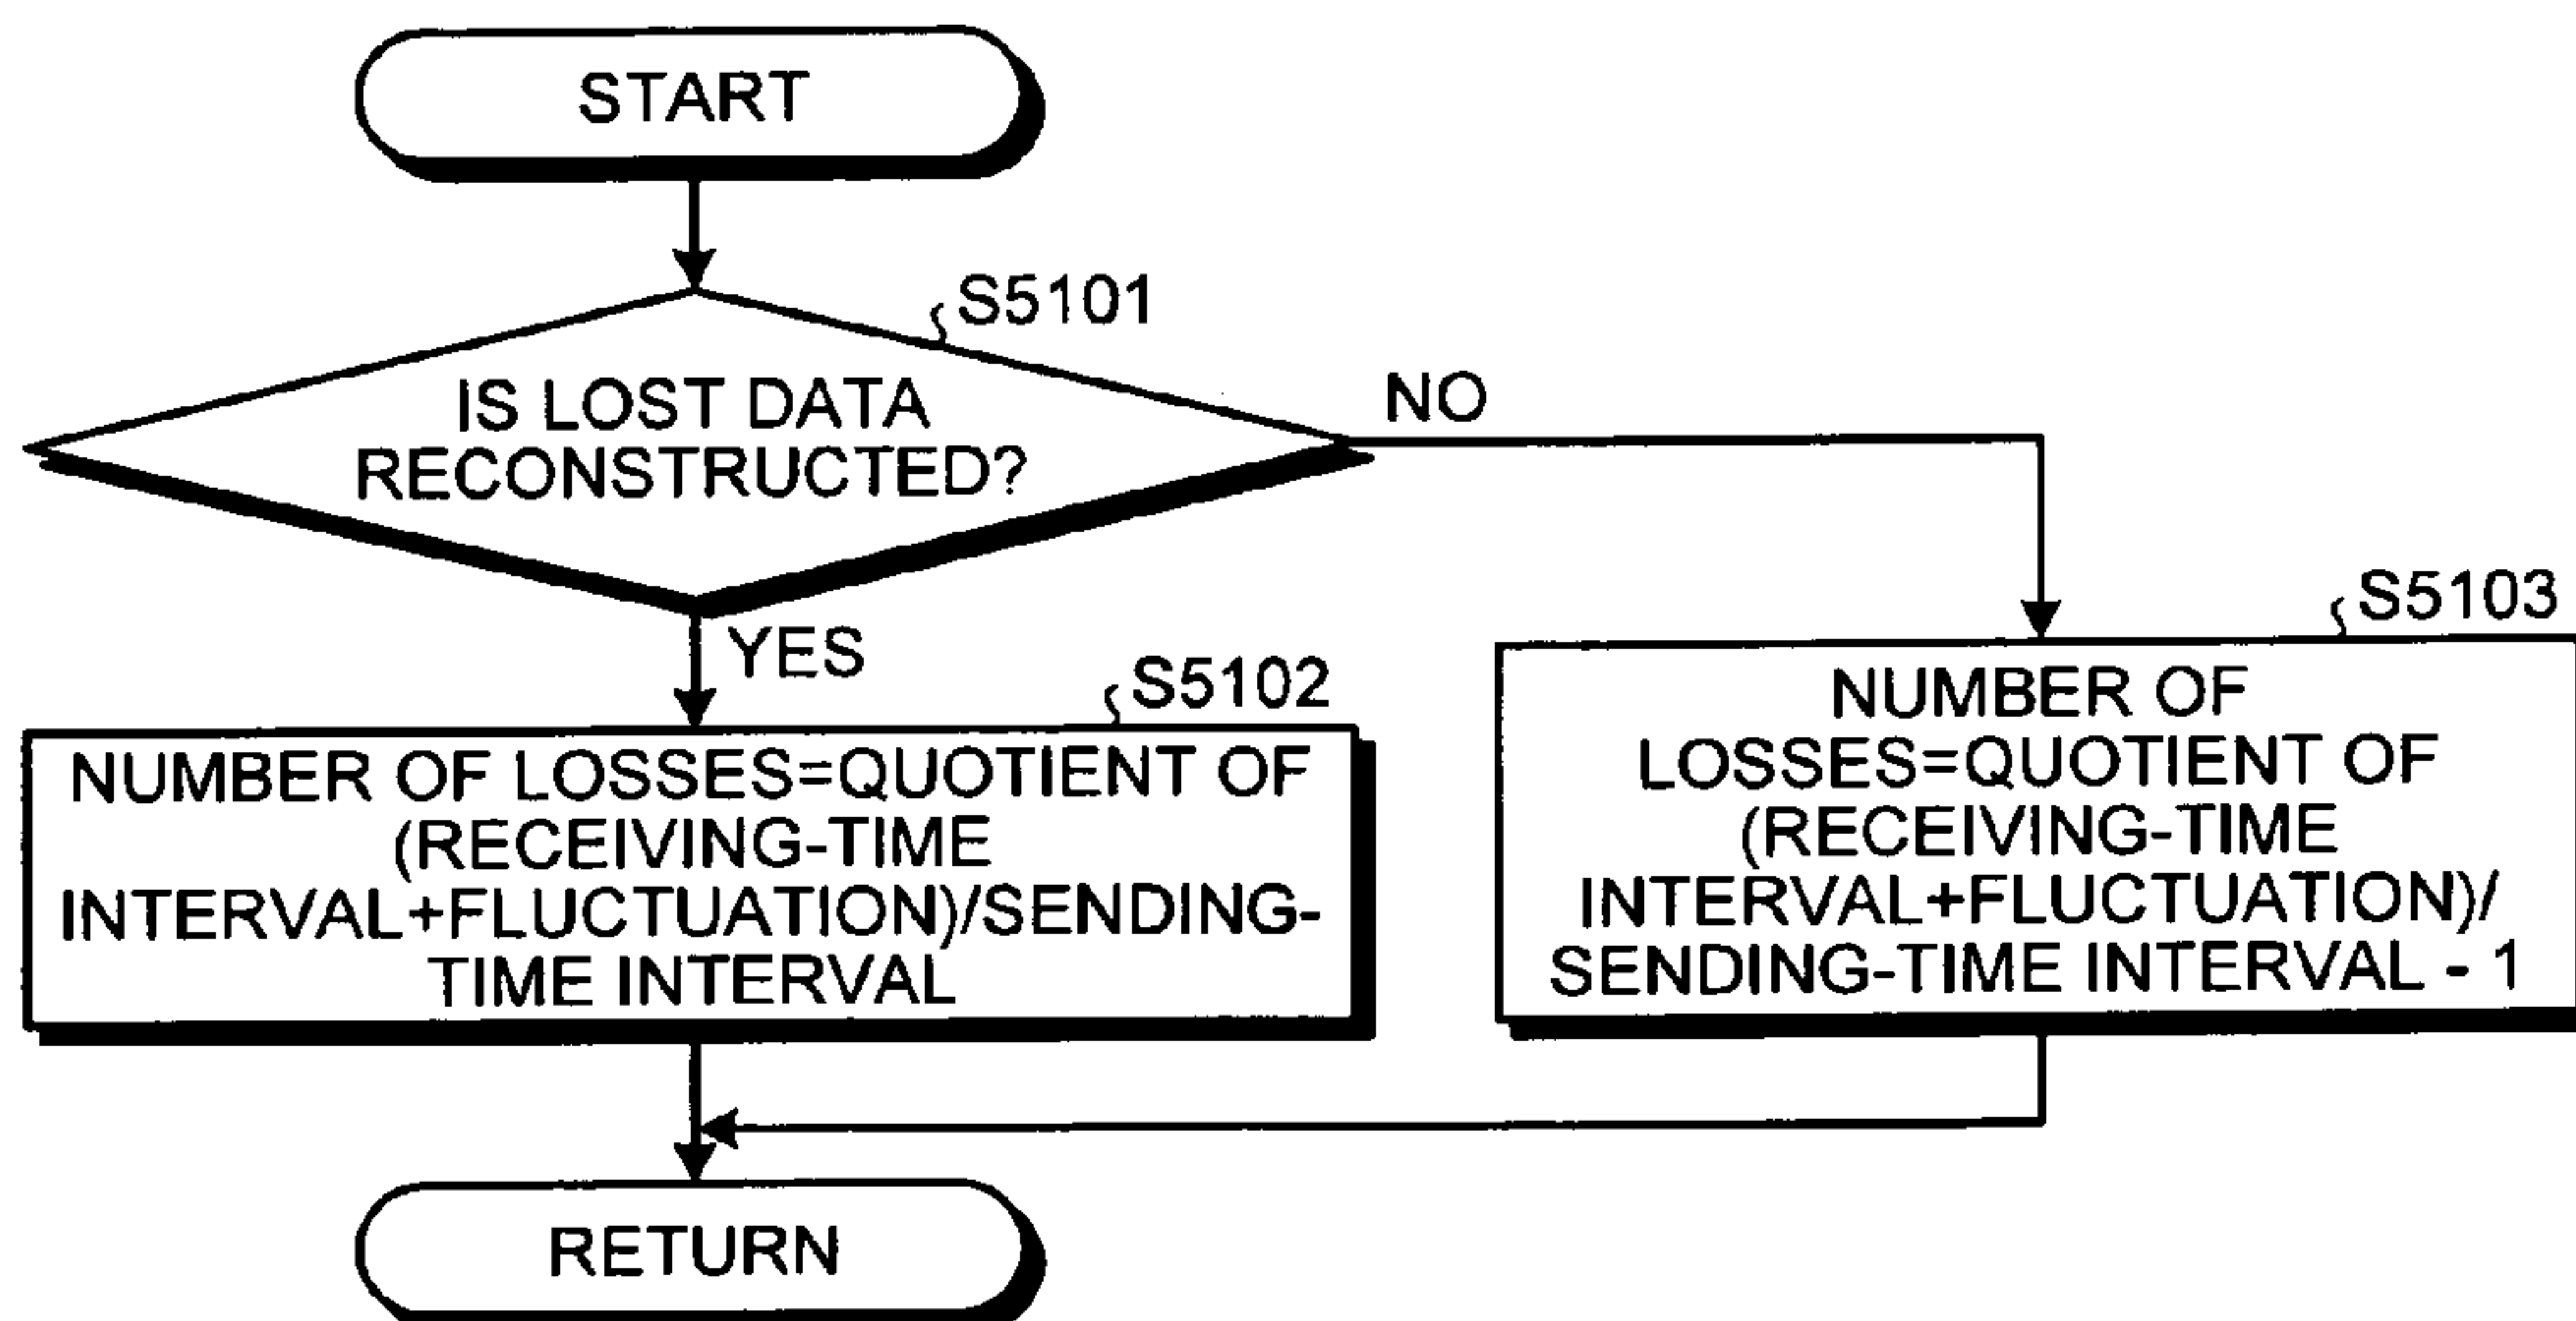 START
S5101
IS LOST DATA
RECONSTRUCTED?
NO
YES
S5102
NUMBER OF LOSSES=QUOTIENT OF
(RECEIVING-TIME
INTERVAL+FLUCTUATION)/SENDING-
TIME INTERVAL
S5103
NUMBER OF
LOSSES=QUOTIENT OF
(RECEIVING-TIME
INTERVAL+FLUCTUATION)/
SENDING-TIME INTERVAL - 1
RETURN